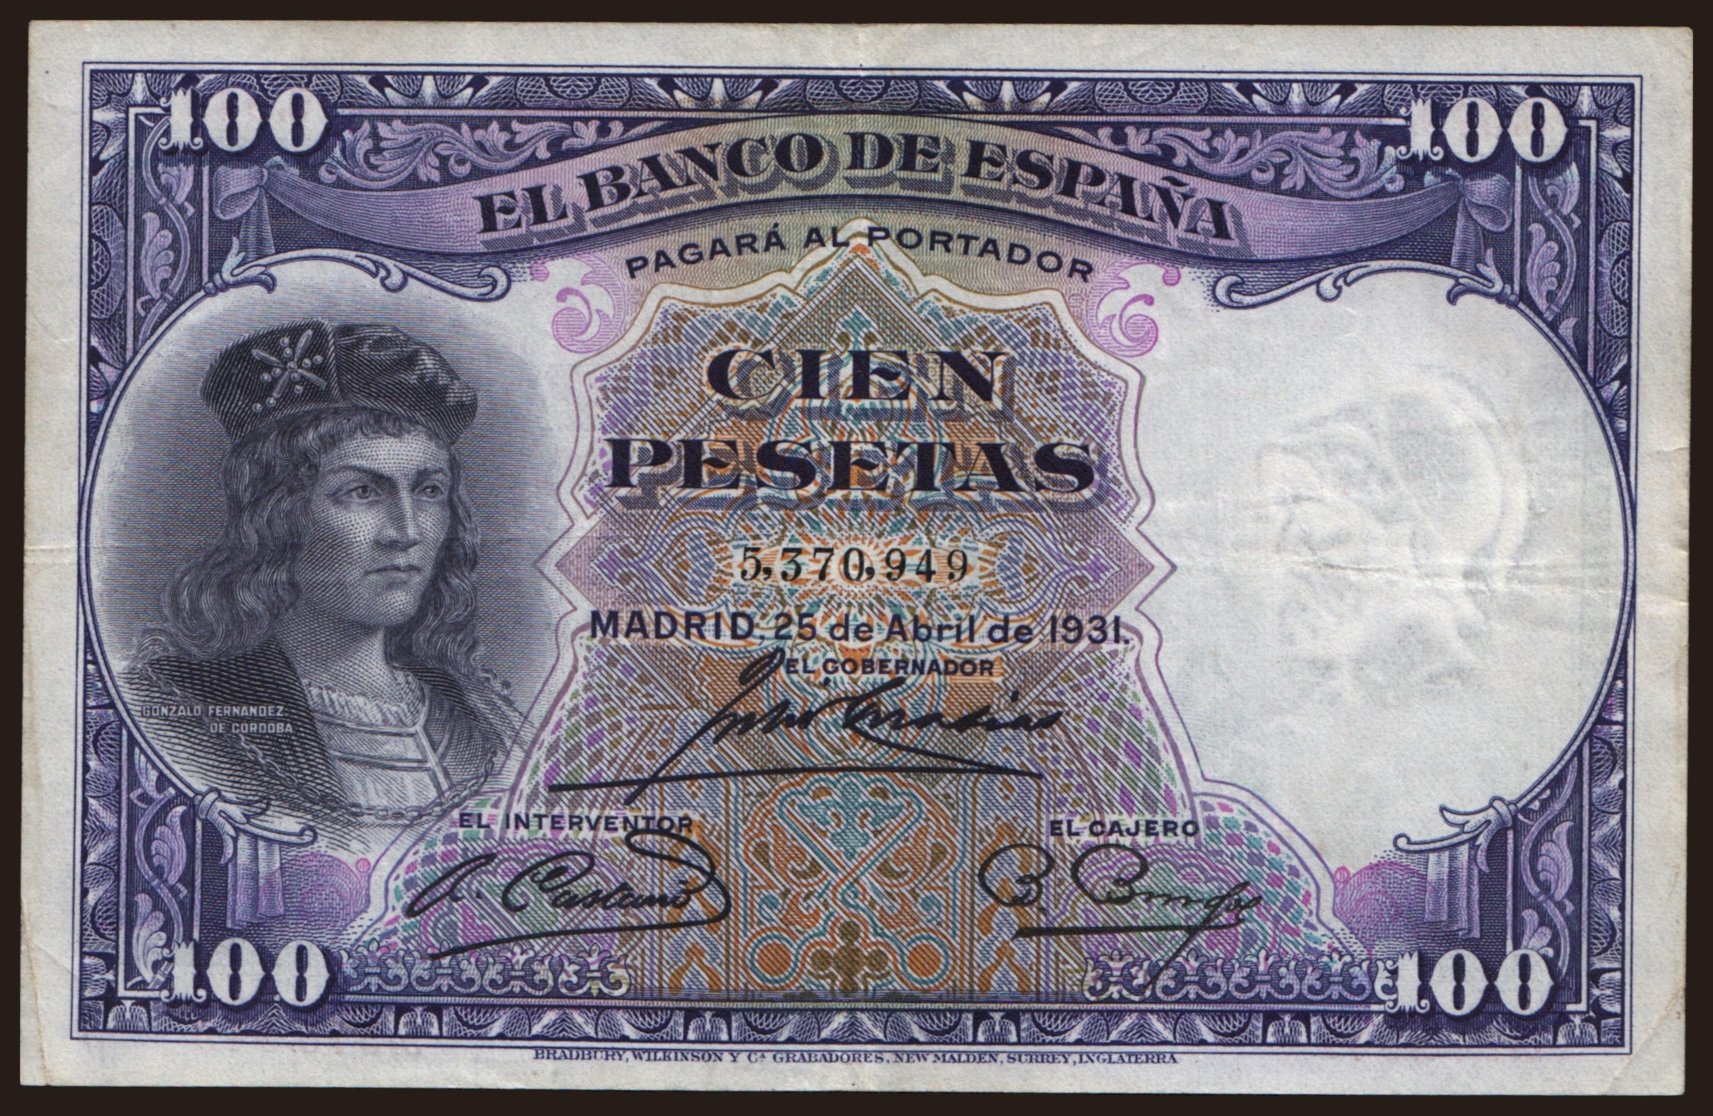 100 100
EL BANCO DE ESPAÑA
PAGARÁ AL PORTADOR
CIEN
PESETAS
5,370,949
MADRID, 25 de Abril de 1931.
EL GOBERNADOR
GONZALO FERNANDEZ
DE CORDOBA
EL INTERVENTOR
EL CAJERO
100 100
BRADBURY, WILKINSON Y Cª GRABADORES, NEW MALDEN, SURREY, INGLATERRA